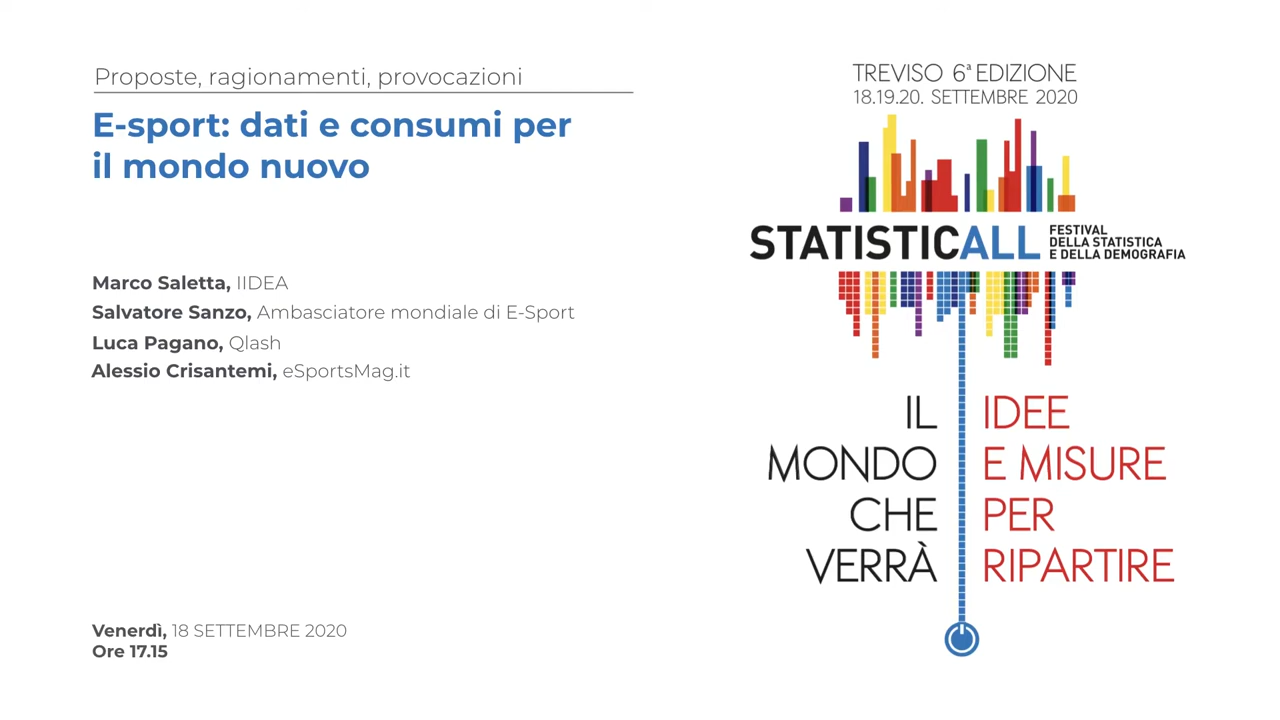 Proposte, ragionamenti, provocazioni
E-sport: dati e consumi per
il mondo nuovo
Marco Saletta, IIDEA
Salvatore Sanzo, Ambasciatore mondiale di E-Sport
Luca Pagano, Qlash
Alessio Crisantemi, eSportsMag.it
Venerdì, 18 SETTEMBRE 2020
Ore 17.15
TREVISO 6ª EDIZIONE
18.19.20. SETTEMBRE 2020
STATISTICALL
FESTIVAL
DELLA STATISTICA
E DELLA DEMOGRAFIA
IL
MONDO
CHE
VERRÀ
IDEE
E MISURE
PER
RIPARTIRE